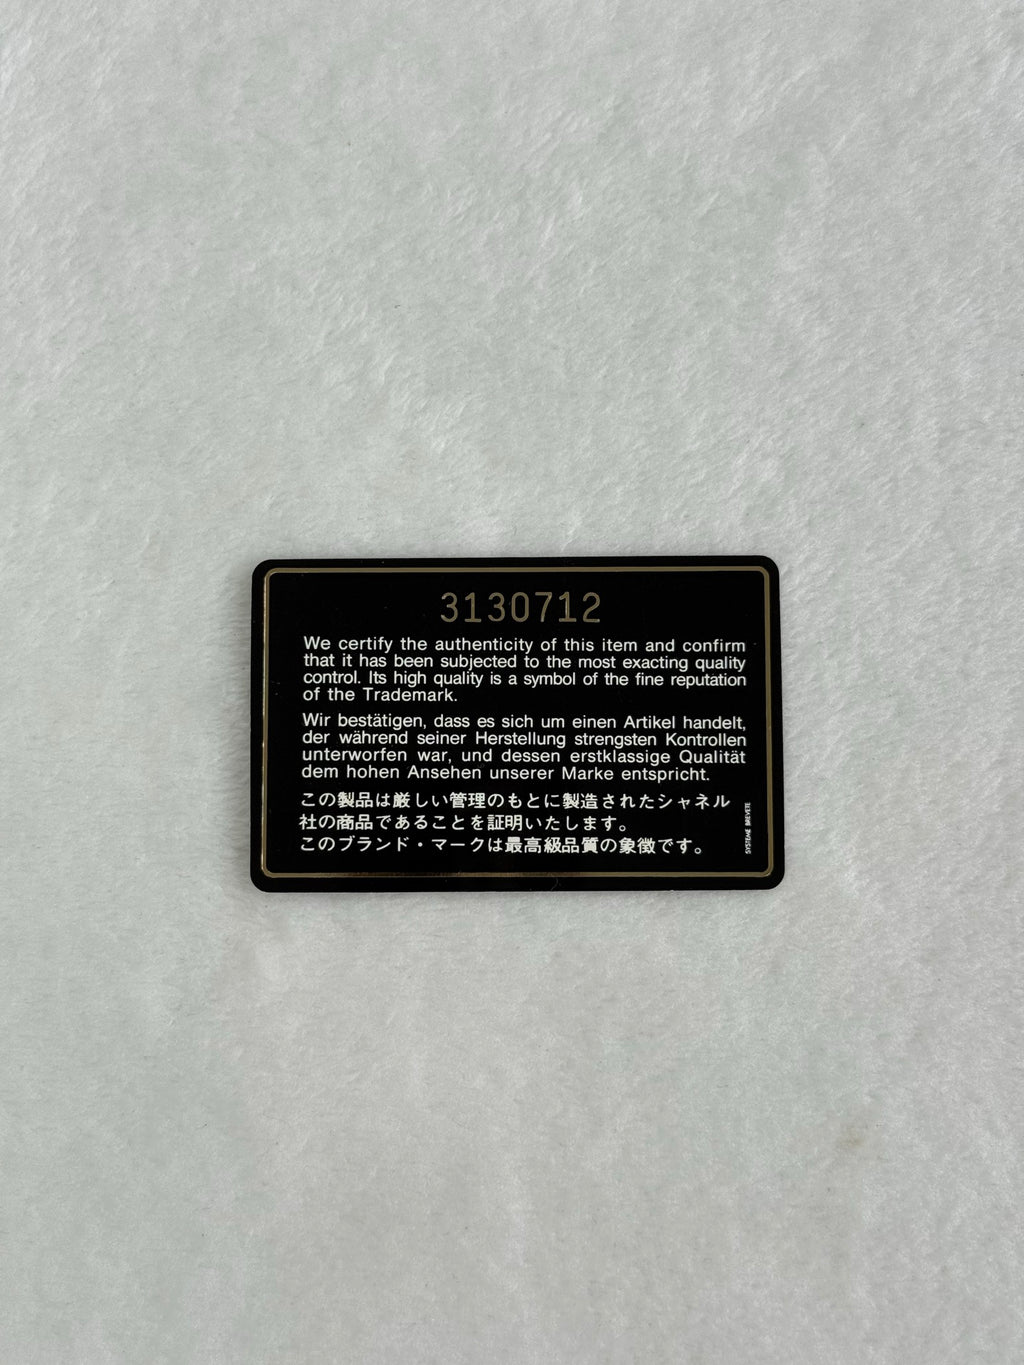 3130712
We certify the authenticity of this item and confirm
that it has been subjected to the most exacting quality
control. Its high quality is a symbol of the fine reputation
of the Trademark.
Wir bestätigen, dass es sich um einen Artikel handelt,
der während seiner Herstellung strengsten Kontrollen
unterworfen war, und dessen erstklassige Qualität
dem hohen Ansehen unserer Marke entspricht.
この製品は厳しい管理のもとに製造されたシャネル
社の商品であることを証明いたします。
このブランド・マークは最高級品質の象徴です。
SYSTEME BREVETE